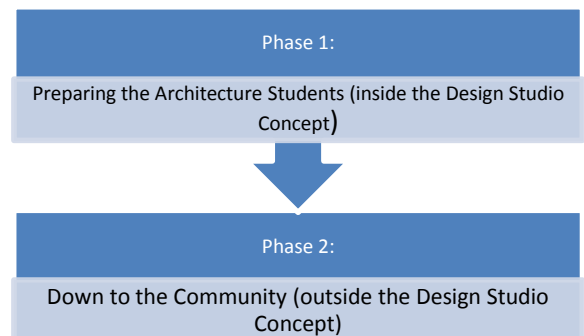 Phase 1:
Preparing the Architecture Students (inside the Design Studio
Concept)
Phase 2:
Down to the Community (outside the Design Studio
Concept)